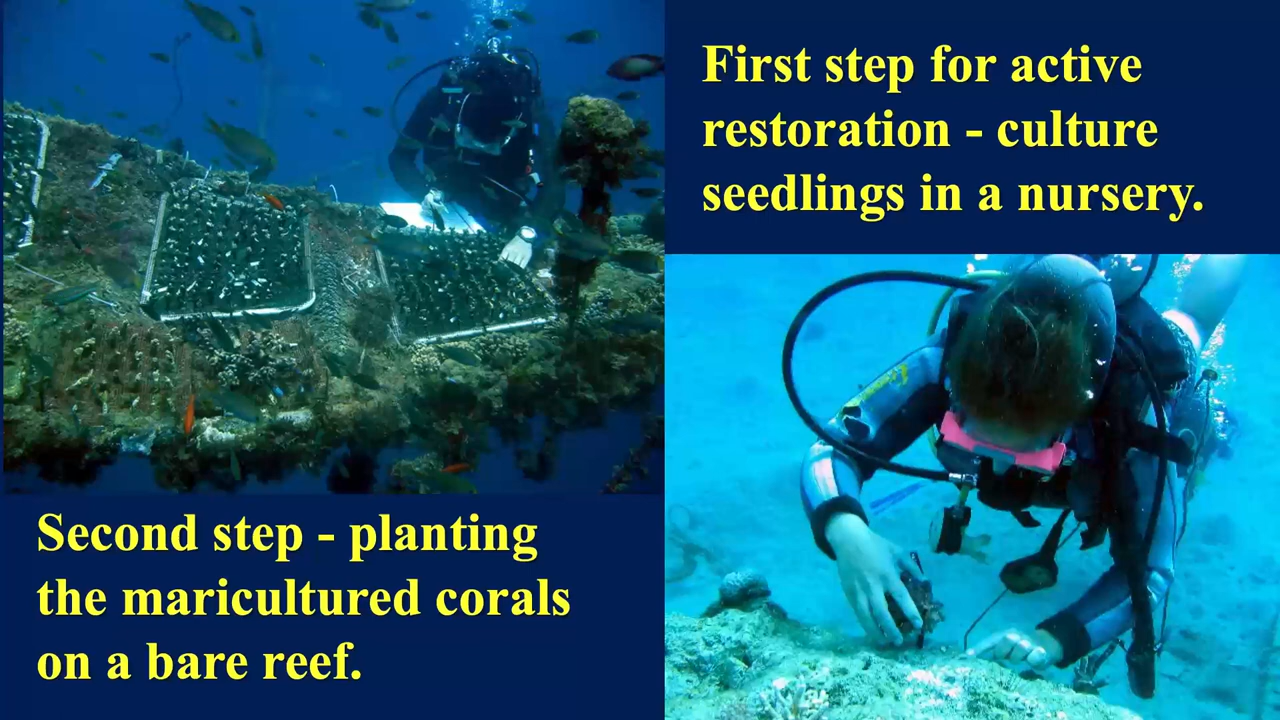 First step for active
restoration - culture
seedlings in a nursery.
Second step - planting
the maricultured corals
on a bare reef.